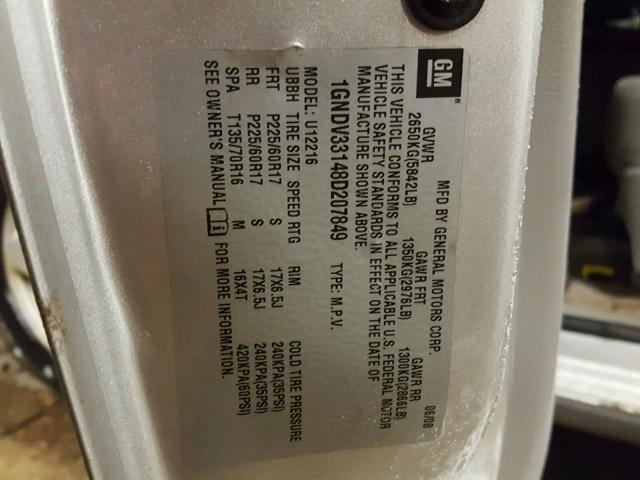 GM ®
MFD BY GENERAL MOTORS CORP. 06/08
GVWR GAWR FRT GAWR RR
2650KG(5842LB) 1350KG(2976LB) 1300KG(2866LB)
THIS VEHICLE CONFORMS TO ALL APPLICABLE U.S. FEDERAL MOTOR
VEHICLE SAFETY STANDARDS IN EFFECT ON THE DATE OF
MANUFACTURE SHOWN ABOVE.
1GNDV33148D207849 TYPE: M.P.V.
MODEL: U12216
UBBH TIRE SIZE SPEED RTG RIM COLD TIRE PRESSURE
FRT P225/60R17 S 17X6.5J 240KPA(35PSI)
RR P225/60R17 S 17X6.5J 240KPA(35PSI)
SPA T135/70R16 M 16X4T 420KPA(60PSI)
SEE OWNER'S MANUAL FOR MORE INFORMATION.